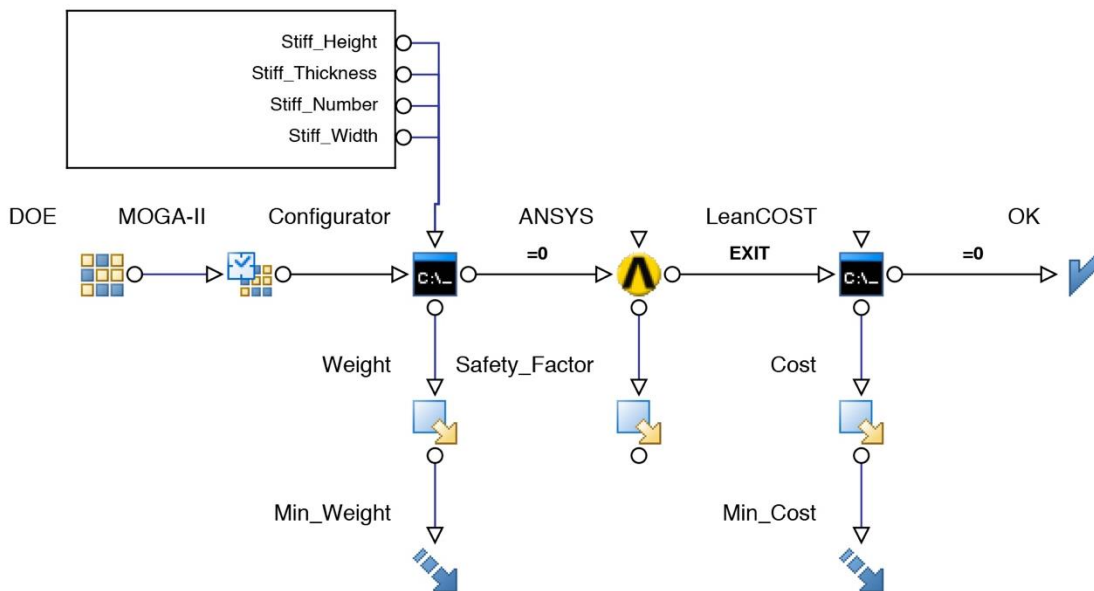 Stiff_Height
Stiff_Thickness
Stiff_Number
Stiff_Width
DOE MOGA-II Configurator ANSYS LeanCOST OK
=0 EXIT =0
C:\_ C:\_
Weight Safety_Factor Cost
Min_Weight Min_Cost